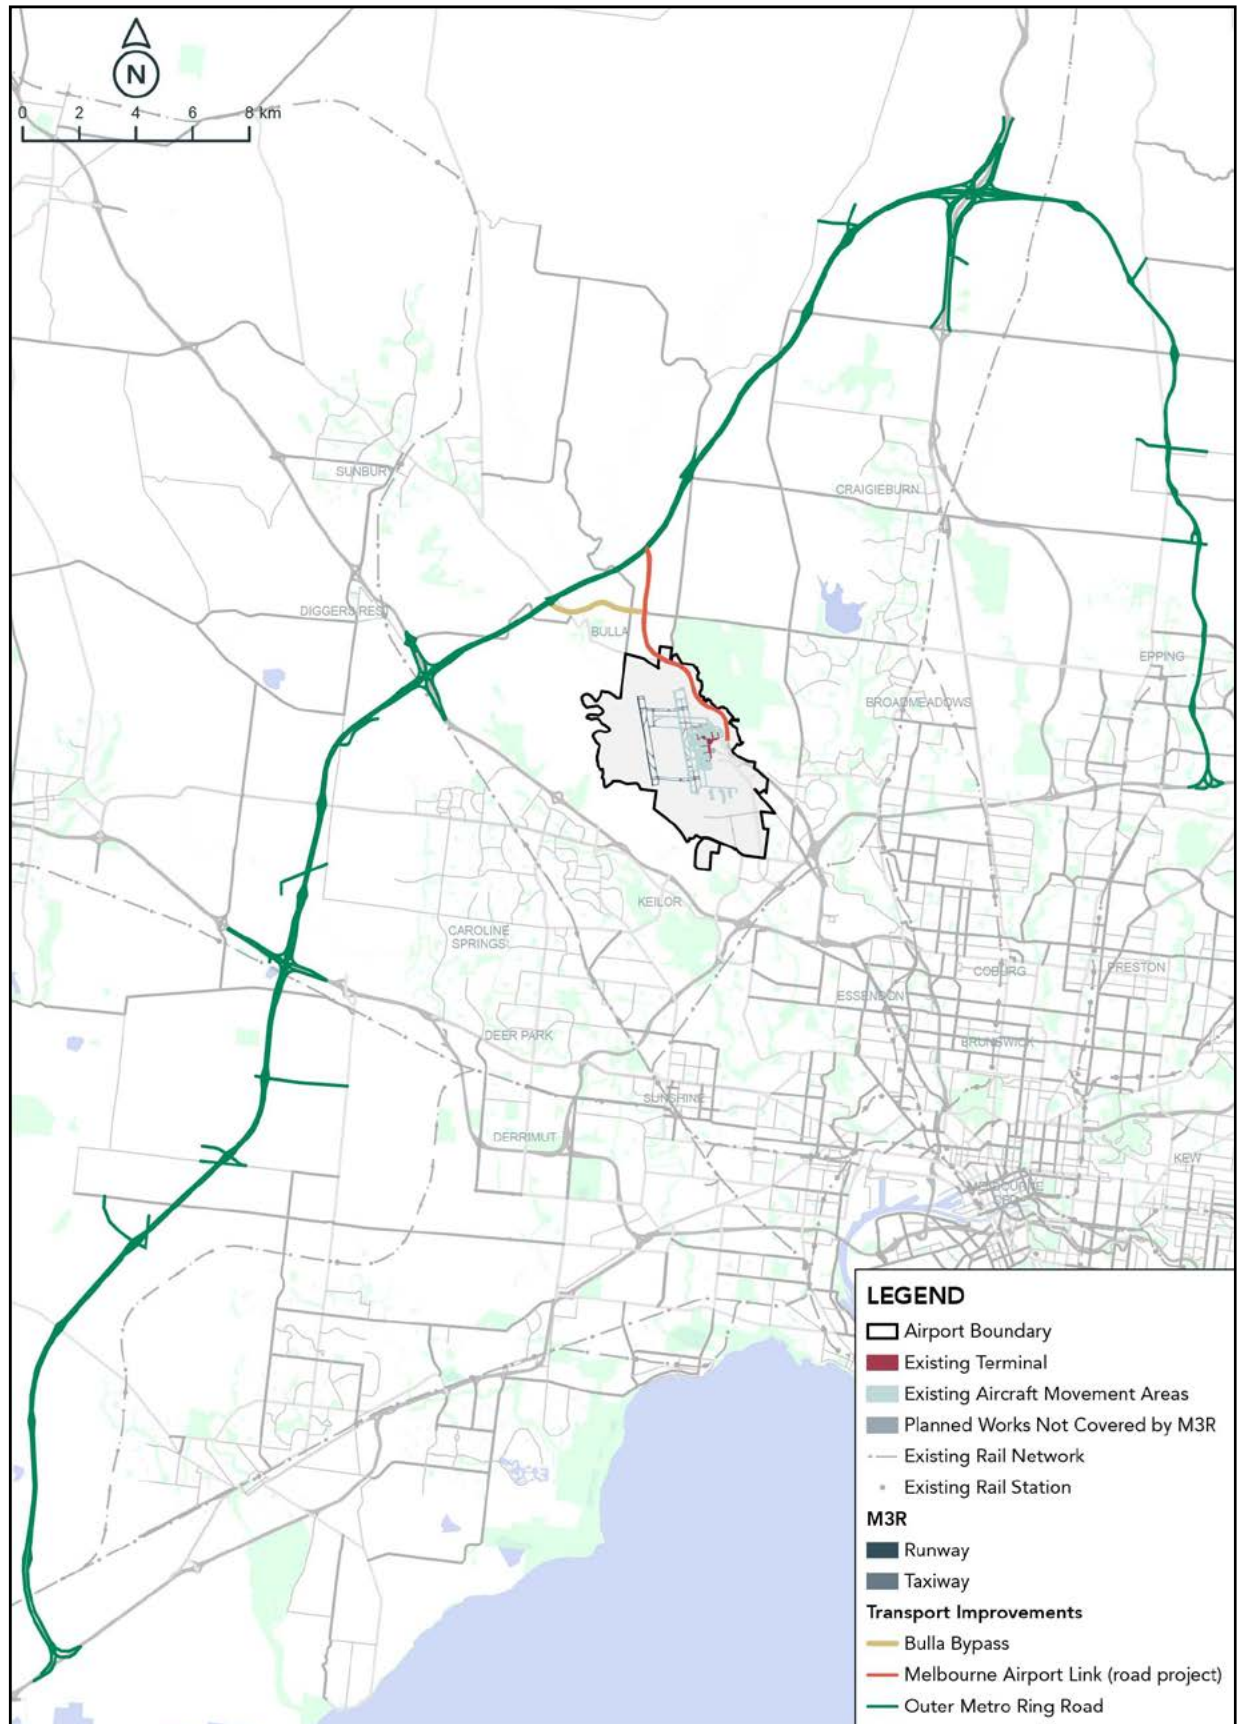 N
0 2 4 6 8 km
SUNBURY
CRAIGIEBURN
DIGGERS REST
BULLA
EPPING
BROADMEADOWS
KEILOR
CAROLINE
SPRINGS
COBURG
PRESTON
ESSENDON
DEER PARK
BRUNSWICK
SUNSHINE
DERRIMUT
KEW
MELBOURNE
CBD
LEGEND
Airport Boundary
Existing Terminal
Existing Aircraft Movement Areas
Planned Works Not Covered by M3R
Existing Rail Network
Existing Rail Station
M3R
Runway
Taxiway
Transport Improvements
Bulla Bypass
Melbourne Airport Link (road project)
Outer Metro Ring Road